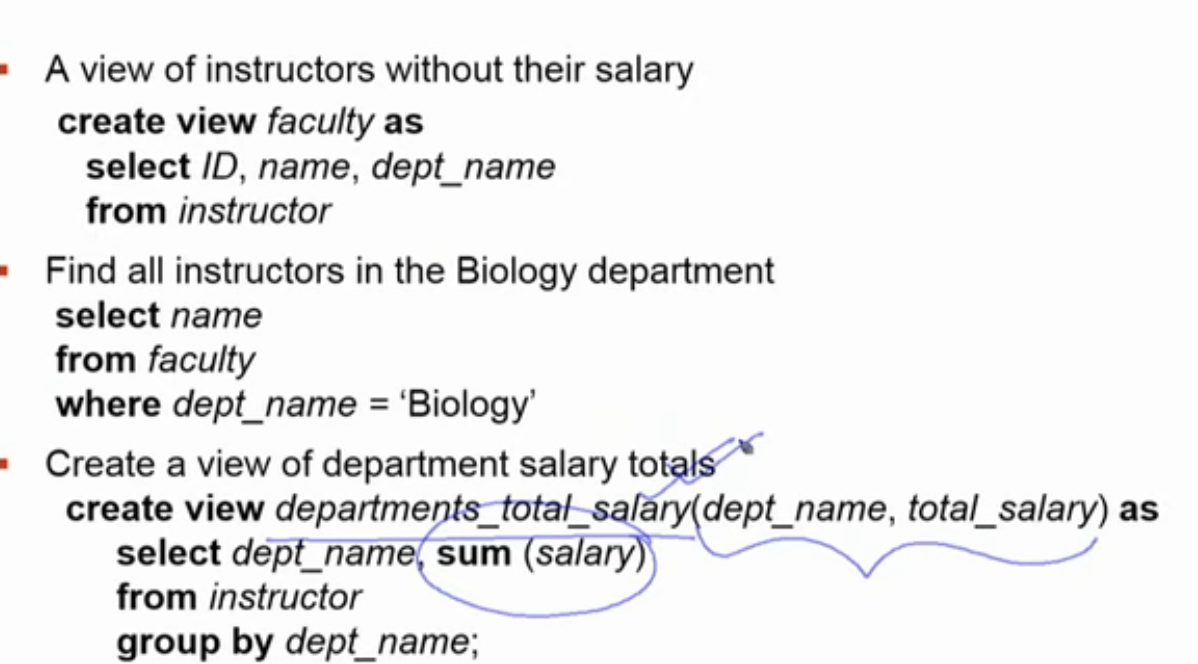 A view of instructors without their salary
create view faculty as
select ID, name, dept_name
from instructor
Find all instructors in the Biology department
select name
from faculty
where dept_name = ‘Biology’
Create a view of department salary totals
create view departments_total_salary(dept_name, total_salary) as
select dept_name, sum (salary)
from instructor
group by dept_name;